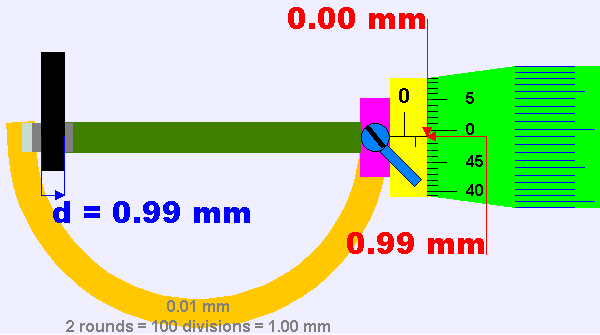 0.00 mm
0
5
0
45
40
d = 0.99 mm
0.99 mm
0.01 mm
2 rounds = 100 divisions = 1.00 mm